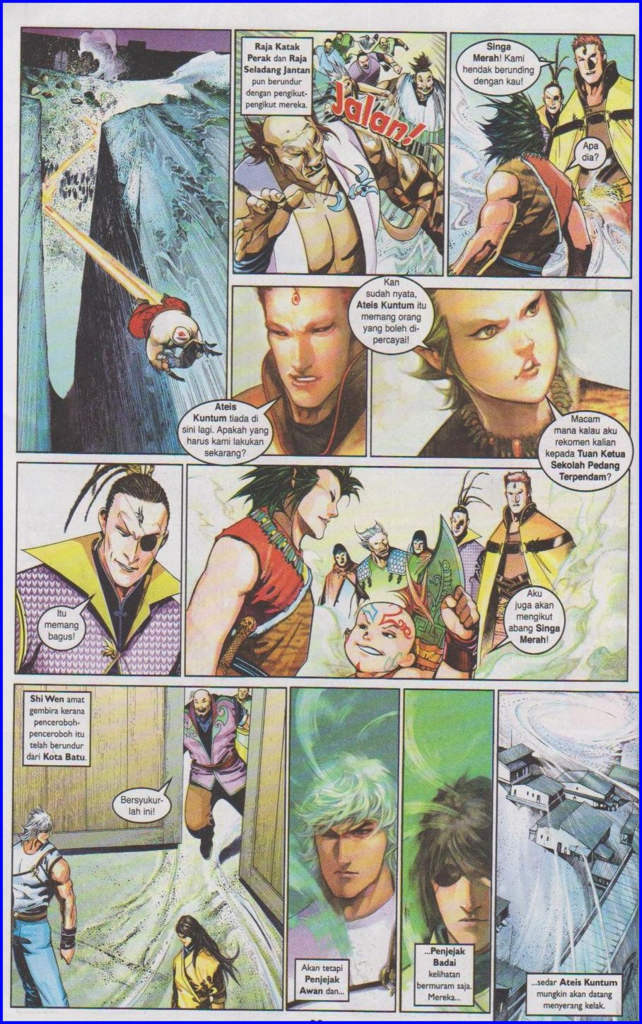 Raja Katak
Perak dan Raja
Seladang Jantan
pun berundur
dengan pengikut-
pengikut mereka.
Jalan!
Singa
Merah! Kami
hendak berunding
dengan kau!
Apa
dia?
Ateis
Kuntum tiada di
sini lagi. Apakah yang
harus kami lakukan
sekarang?
Kan
sudah nyata,
Ateis Kuntum itu
memang orang
yang boleh di-
percayai!
Macam
mana kalau aku
rekomen kalian
kepada Tuan Ketua
Sekolah Pedang
Terpendam?
Itu
memang
bagus!
Aku
juga akan
mengikut
abang Singa
Merah!
Shi Wen amat
gembira kerana
penceroboh-
penceroboh itu
telah berundur
dari Kota Batu.
Bersyukur-
lah ini!
Akan tetapi
Penjejak
Awan dan...
...Penjejak
Badai
kelihatan
bermuram saja.
Mereka...
...sedar Ateis Kuntum
mungkin akan datang
menyerang kelak.